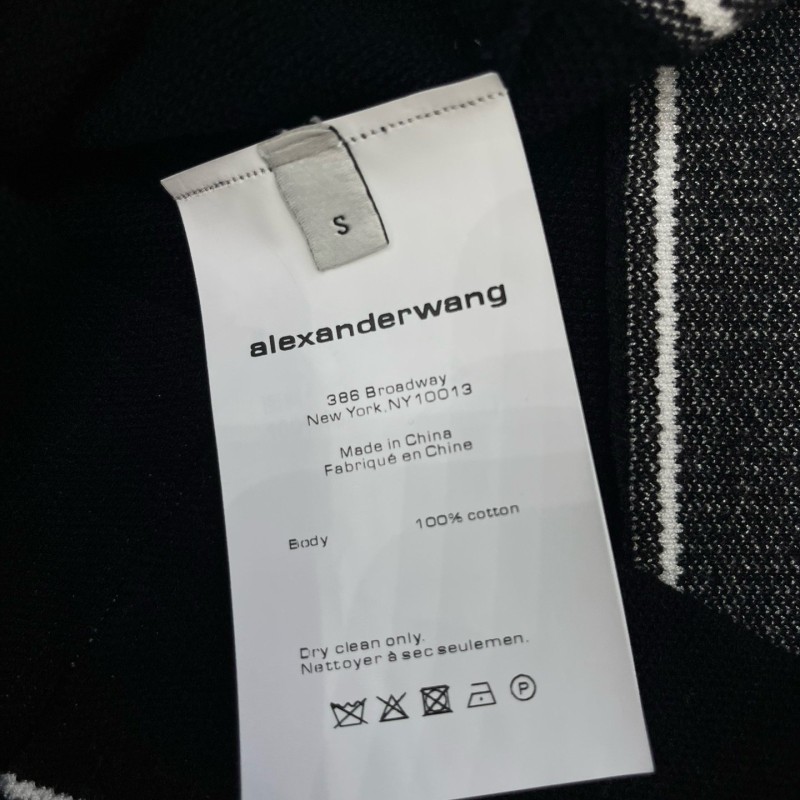 S
alexanderwang
386 Broadway
New York,NY10013
Made in China
Fabriqué en Chine
Body 100% cotton
Dry clean only.
Nettoyer à sec seulemen.
P